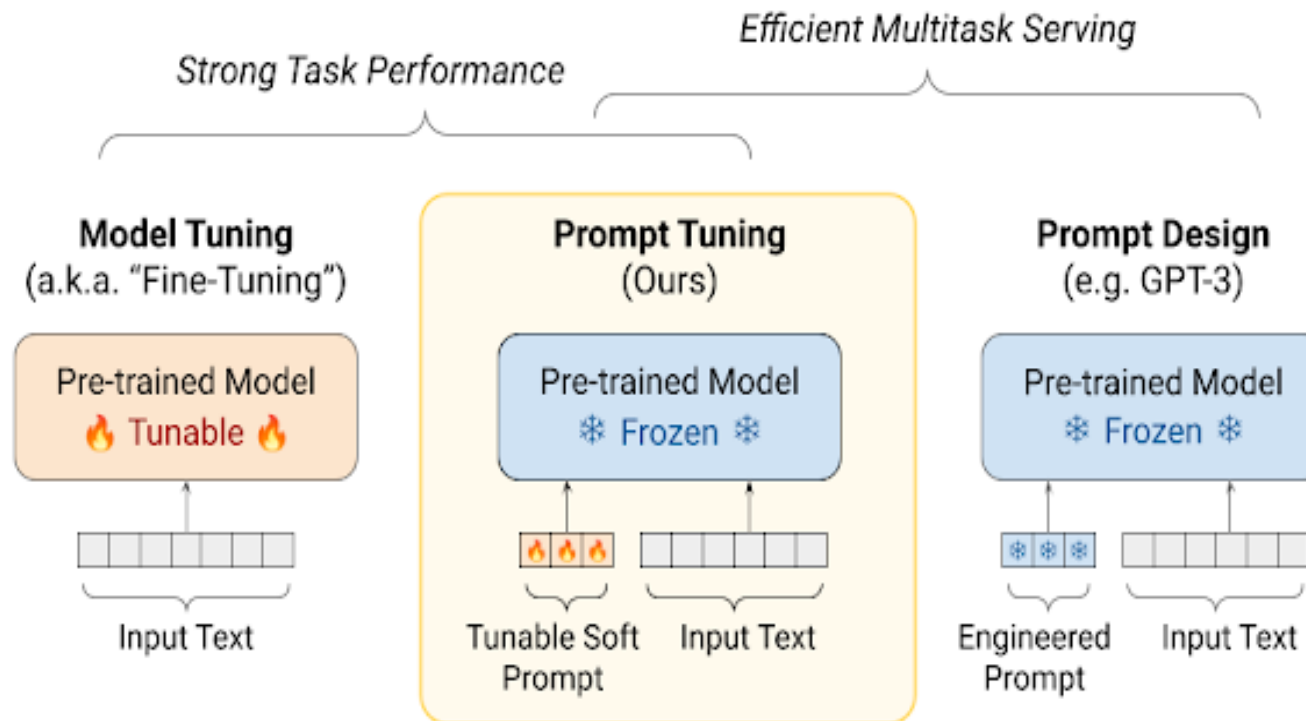 Efficient Multitask Serving
Strong Task Performance
Model Tuning
(a.k.a. “Fine-Tuning”)
Pre-trained Model
🔥 Tunable 🔥
Input Text
Prompt Tuning
(Ours)
Pre-trained Model
❄ Frozen ❄
Tunable Soft
Prompt
Input Text
Prompt Design
(e.g. GPT-3)
Pre-trained Model
❄ Frozen ❄
Engineered
Prompt
Input Text